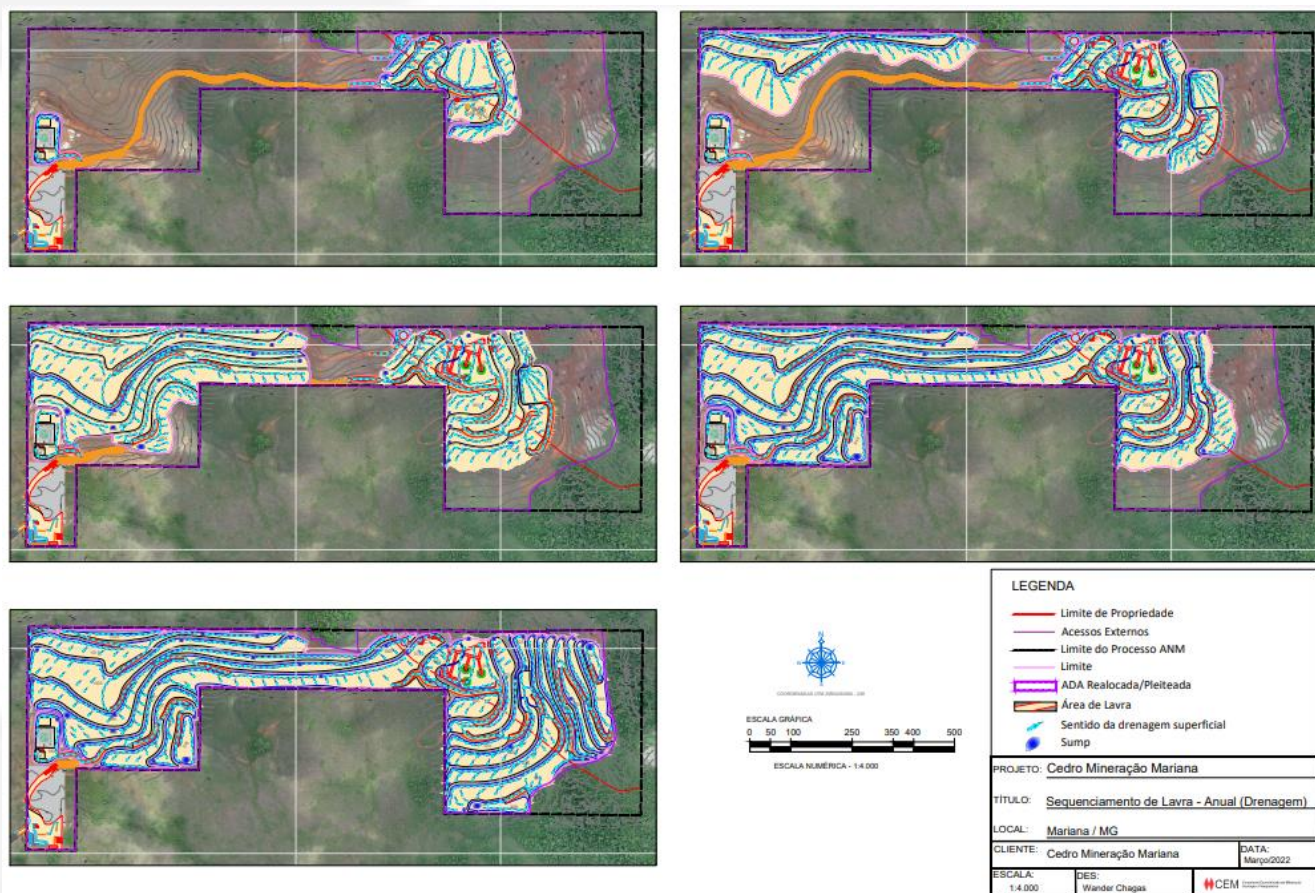 N
ESCALA GRÁFICA
0 50 100 250 350 400 500
ESCALA NUMÉRICA - 1:4.000
LEGENDA
Limite de Propriedade
Acessos Externos
Limite do Processo ANM
Limite
ADA Realocada/Pleiteada
Área de Lavra
Sentido da drenagem superficial
Sump
PROJETO: Cedro Mineração Mariana
TÍTULO: Sequenciamento de Lavra - Anual (Drenagem)
LOCAL: Mariana / MG
CLIENTE: Cedro Mineração Mariana
DATA:
Março/2022
ESCALA:
1:4.000
DES:
Wander Chagas
CEM